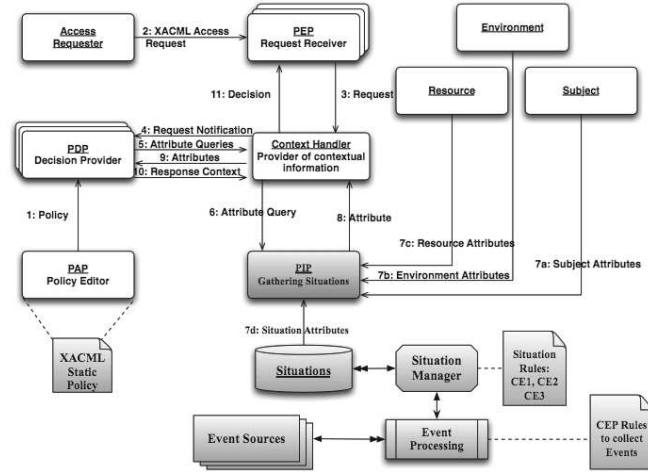 Access
Requester
2: XACML Access
Request
PEP
Request Receiver
Environment
Resource
Subject
11: Decision
3: Request
PDP
Decision Provider
4: Request Notification
5: Attribute Queries
9: Attributes
10: Response Context
Context Handler
Provider of contextual
information
1: Policy
6: Attribute Query
8: Attribute
7c: Resource Attributes
7b: Environment Attributes
7a: Subject Attributes
PAP
Policy Editor
PIP
Gathering Situations
7d: Situation Attributes
XACML
Static
Policy
Situations
Situation
Manager
Situation
Rules:
CE1, CE2
CE3
Event Sources
Event
Processing
CEP Rules
to collect
Events